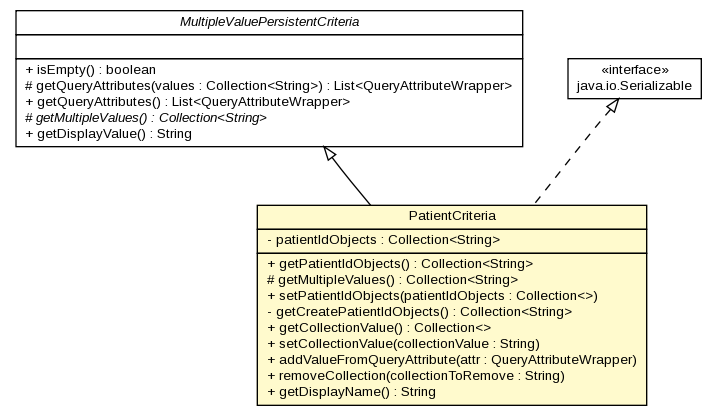 MultipleValuePersistentCriteria
+ isEmpty() : boolean
# getQueryAttributes(values : Collection<String>) : List<QueryAttributeWrapper>
+ getQueryAttributes() : List<QueryAttributeWrapper>
# getMultipleValues() : Collection<String>
+ getDisplayValue() : String
«interface»
java.io.Serializable
PatientCriteria
- patientIdObjects : Collection<String>
+ getPatientIdObjects() : Collection<String>
# getMultipleValues() : Collection<String>
+ setPatientIdObjects(patientIdObjects : Collection<>)
- getCreatePatientIdObjects() : Collection<String>
+ getCollectionValue() : Collection<>
+ setCollectionValue(collectionValue : String)
+ addValueFromQueryAttribute(attr : QueryAttributeWrapper)
+ removeCollection(collectionToRemove : String)
+ getDisplayName() : String